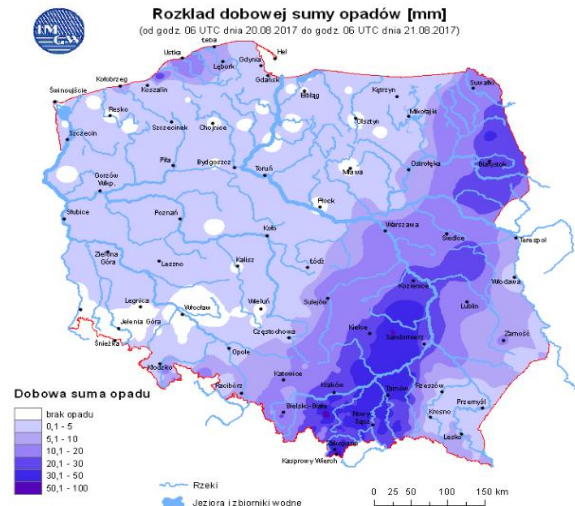 IM
GW
Rozkład dobowej sumy opadów [mm]
(od godz. 06 UTC dnia 20.08.2017 do godz. 06 UTC dnia 21.08.2017)
Łeba
Ustka
Hel
Gdynia
Lębork
Gdańsk
Kołobrzeg
Koszalin
Świnoujście
Resko
Elbląg
Kętrzyn
Suwałki
Mikołajki
Szczecin
Szczecinek
Chojnice
Olsztyn
Piła
Bydgoszcz
Toruń
Mława
Ostrołęka
Białystok
Gorzów
Wlkp.
Płock
Słubice
Poznań
Koło
Warszawa
Siedlce
Terespol
Zielona
Góra
Leszno
Kalisz
Łódź
Kozienice
Włodawa
Legnica
Wrocław
Wieluń
Sulejów
Lublin
Jelenia Góra
Śnieżka
Częstochowa
Kielce
Sandomierz
Zamość
Opole
Kłodzko
Racibórz
Katowice
Kraków
Tarnów
Rzeszów
Przemyśl
Bielsko-Biała
Nowy
Sącz
Krosno
Lesko
Zakopane
Kasprowy Wierch
Dobowa suma opadu
brak opadu
0,1 - 5
5,1 - 10
10,1 - 20
20,1 - 30
30,1 - 50
50,1 - 100
Rzeki
Jeziora i zbiorniki wodne
0 25 50 100 150 km